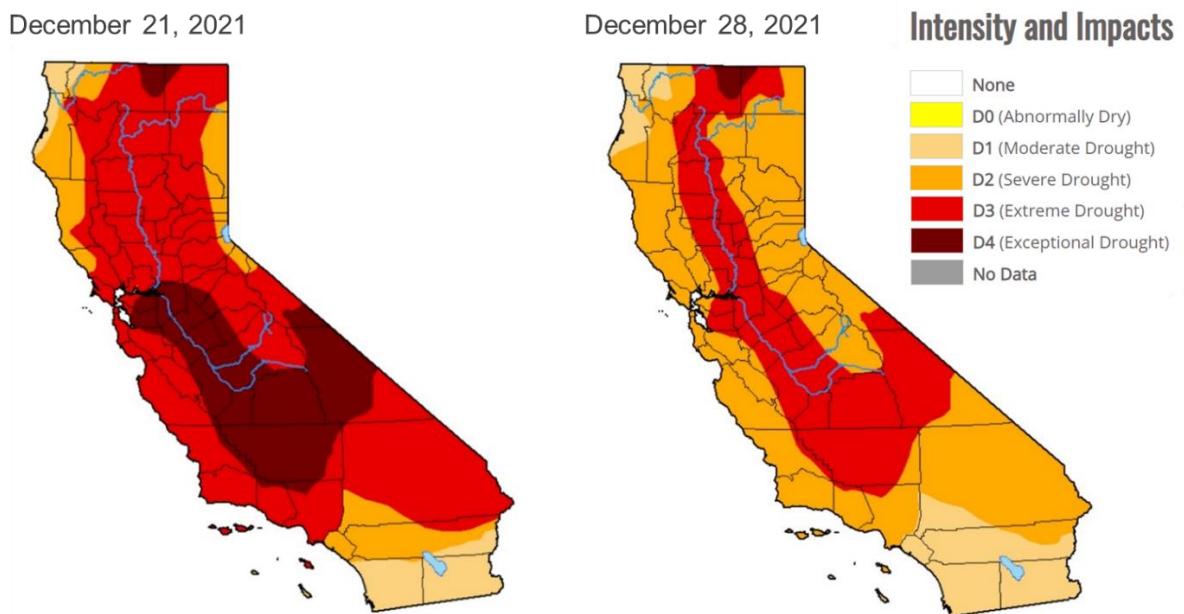 December 21, 2021
December 28, 2021
Intensity and Impacts
None
D0 (Abnormally Dry)
D1 (Moderate Drought)
D2 (Severe Drought)
D3 (Extreme Drought)
D4 (Exceptional Drought)
No Data